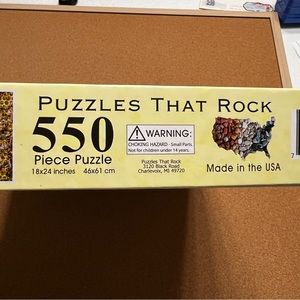 PUZZLES THAT ROCK
550
Piece Puzzle
18x24 inches 46x61 cm
WARNING:
CHOKING HAZARD - Small Parts.
Not for children under 14 years.
Puzzles That Rock
3120 Black Road
Charlevoix, MI 49720
Made in the USA
7